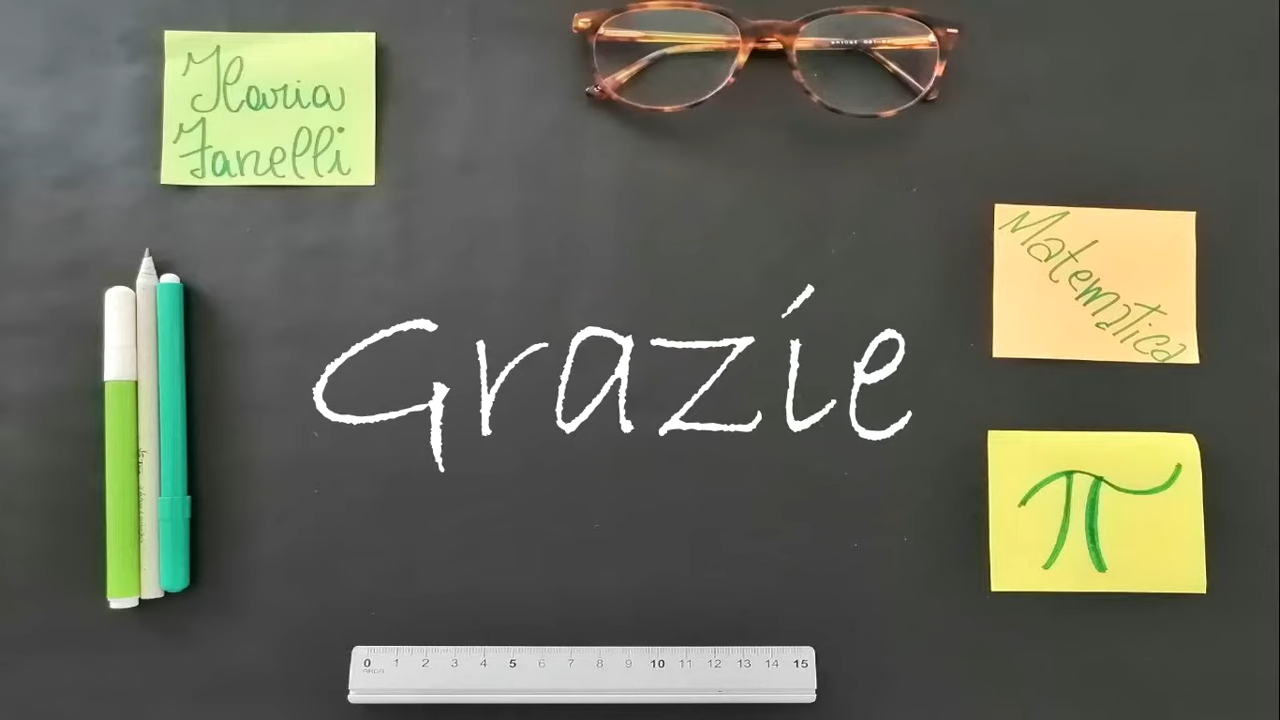 Ilaria
Fanelli
Matematica
Grazie
π
0 1 2 3 4 5 6 7 8 9 10 11 12 13 14 15
ARDA